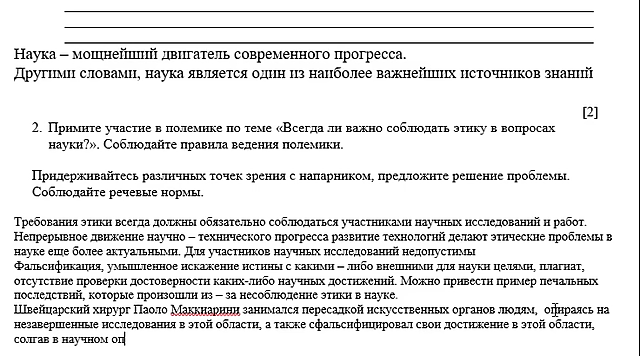 Наука – мощнейший двигатель современного прогресса.
Другими словами, наука является один из наиболее важнейших источников знаний
[2]
2. Примите участие в полемике по теме «Всегда ли важно соблюдать этику в вопросах
науки?». Соблюдайте правила ведения полемики.
Придерживайтесь различных точек зрения с напарником, предложите решение проблемы.
Соблюдайте речевые нормы.
Требования этики всегда должны обязательно соблюдаться участниками научных исследований и работ.
Непрерывное движение научно – технического прогресса развитие технологий делают этические проблемы в
науке еще более актуальными. Для участников научных исследований недопустимы
Фальсификация, умышленное искажение истины с какими – либо внешними для науки целями, плагиат,
отсутствие проверки достоверности каких-либо научных достижений. Можно привести пример печальных
последствий, которые произошли из – за несоблюдение этики в науке.
Швейцарский хирург Паоло Маккиарини занимался пересадкой искусственных органов людям, опираясь на
незавершенные исследования в этой области, а также сфальсифицировал свои достижение в этой области,
солгав в научном оп